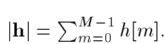 |𝐡| = ∑_{m=0}^{M−1} h[m].